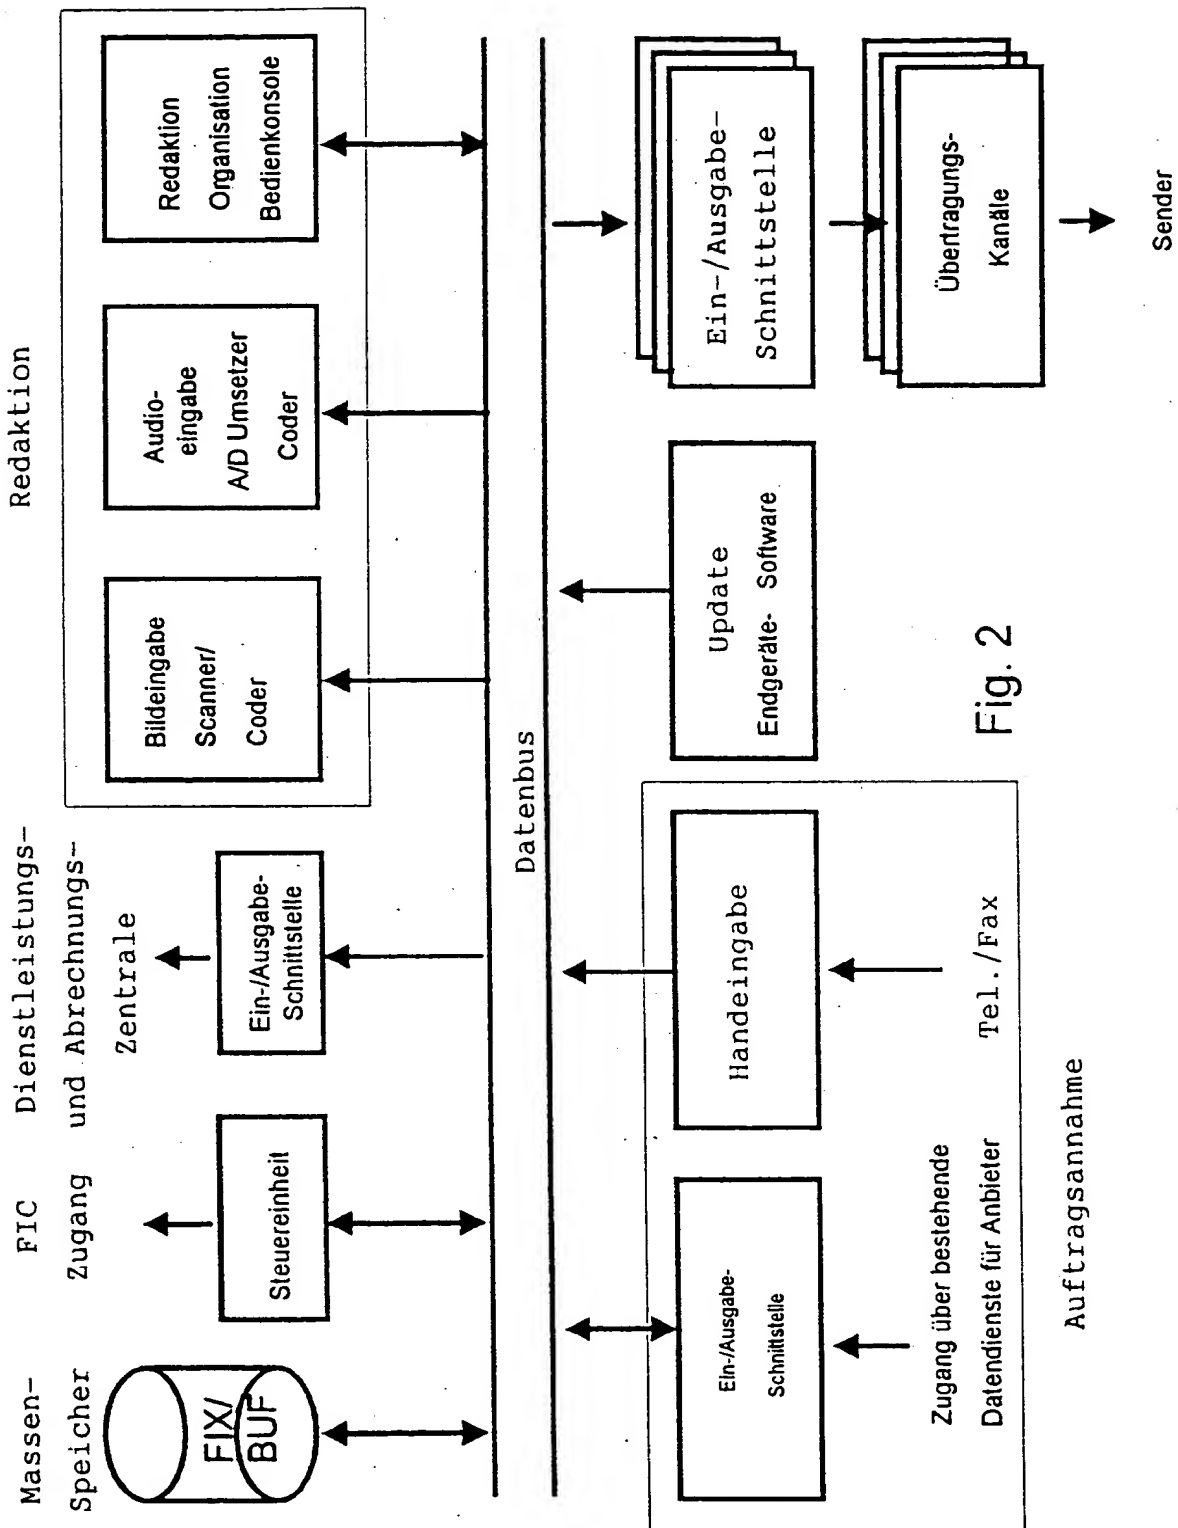 Massen-
Speicher
FIX/
BUF
FIC
Zugang
Steuereinheit
Dienstleistungs-
und Abrechnungs-
Zentrale
Ein-/Ausgabe-
Schnittstelle
Redaktion
Bildeingabe
Scanner/
Coder
Audio-
eingabe
A/D Umsetzer
Coder
Redaktion
Organisation
Bedienkonsole
Datenbus
EIn-/Ausgabe-
Schnittstelle
Zugang über bestehende
Datendienste für Anbieter
Handeingabe
Tel./Fax
Auftragsannahme
Update
Endgeräte- Software
Ein-/Ausgabe-
Schnittstelle
Übertragungs-
Kanäle
Sender
Fig. 2